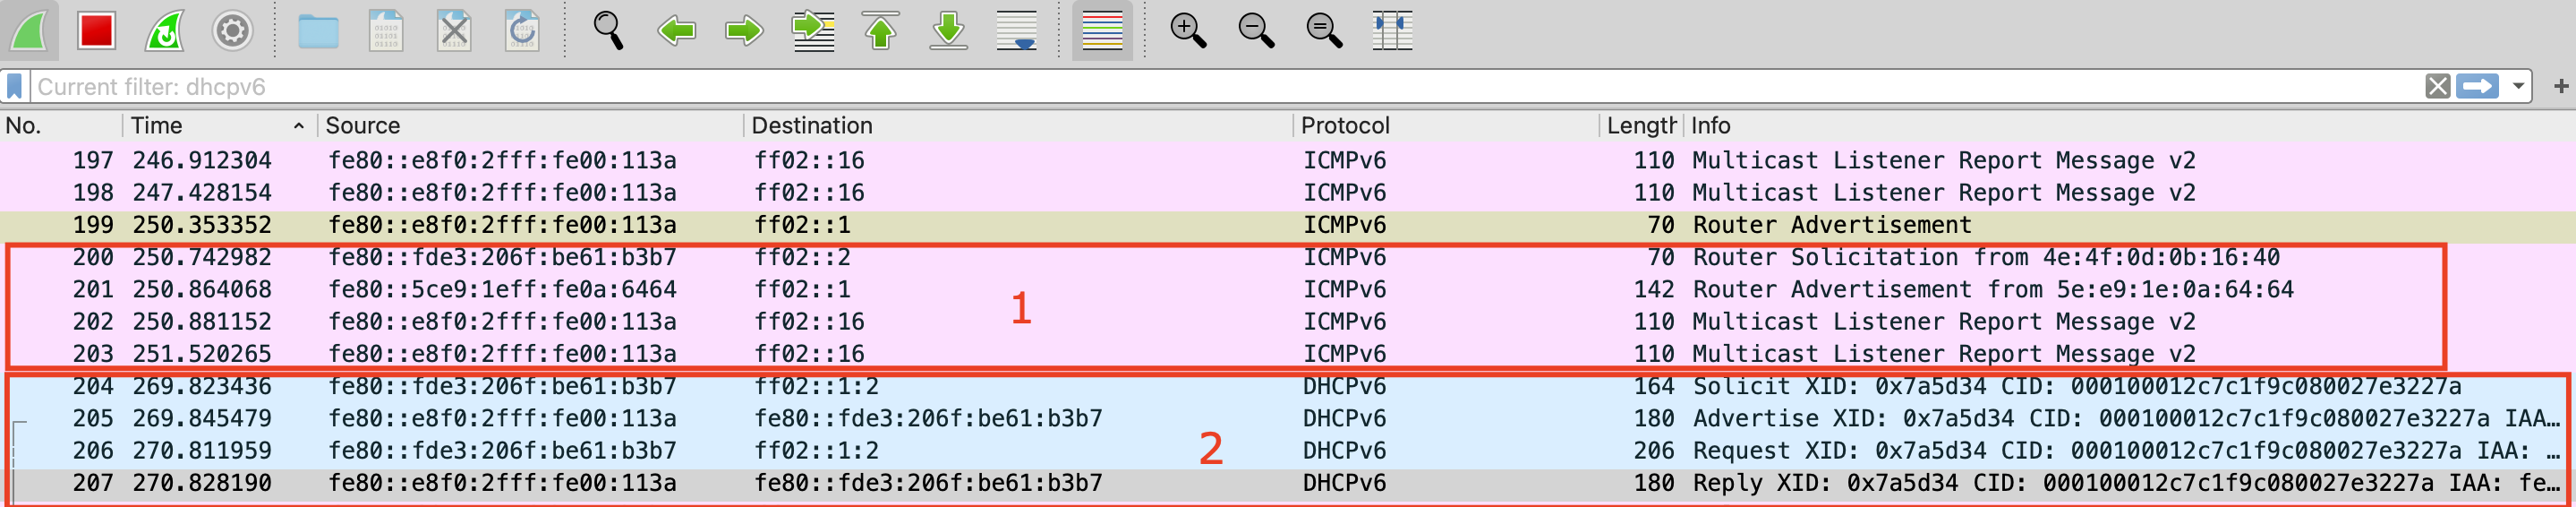 Current filter: dhcpv6
No. Time Source Destination Protocol Length Info
197 246.912304 fe80::e8f0:2fff:fe00:113a ff02::16 ICMPv6 110 Multicast Listener Report Message v2
198 247.428154 fe80::e8f0:2fff:fe00:113a ff02::16 ICMPv6 110 Multicast Listener Report Message v2
199 250.353352 fe80::e8f0:2fff:fe00:113a ff02::1 ICMPv6 70 Router Advertisement
200 250.742982 fe80::fde3:206f:be61:b3b7 ff02::2 ICMPv6 70 Router Solicitation from 4e:4f:0d:0b:16:40
201 250.864068 fe80::5ce9:1eff:fe0a:6464 ff02::1 ICMPv6 142 Router Advertisement from 5e:e9:1e:0a:64:64
1
202 250.881152 fe80::e8f0:2fff:fe00:113a ff02::16 ICMPv6 110 Multicast Listener Report Message v2
203 251.520265 fe80::e8f0:2fff:fe00:113a ff02::16 ICMPv6 110 Multicast Listener Report Message v2
204 269.823436 fe80::fde3:206f:be61:b3b7 ff02::1:2 DHCPv6 164 Solicit XID: 0x7a5d34 CID: 000100012c7c1f9c080027e3227a
205 269.845479 fe80::e8f0:2fff:fe00:113a fe80::fde3:206f:be61:b3b7 DHCPv6 180 Advertise XID: 0x7a5d34 CID: 000100012c7c1f9c080027e3227a IAA…
2
206 270.811959 fe80::fde3:206f:be61:b3b7 ff02::1:2 DHCPv6 206 Request XID: 0x7a5d34 CID: 000100012c7c1f9c080027e3227a IAA: …
207 270.828190 fe80::e8f0:2fff:fe00:113a fe80::fde3:206f:be61:b3b7 DHCPv6 180 Reply XID: 0x7a5d34 CID: 000100012c7c1f9c080027e3227a IAA: fe…